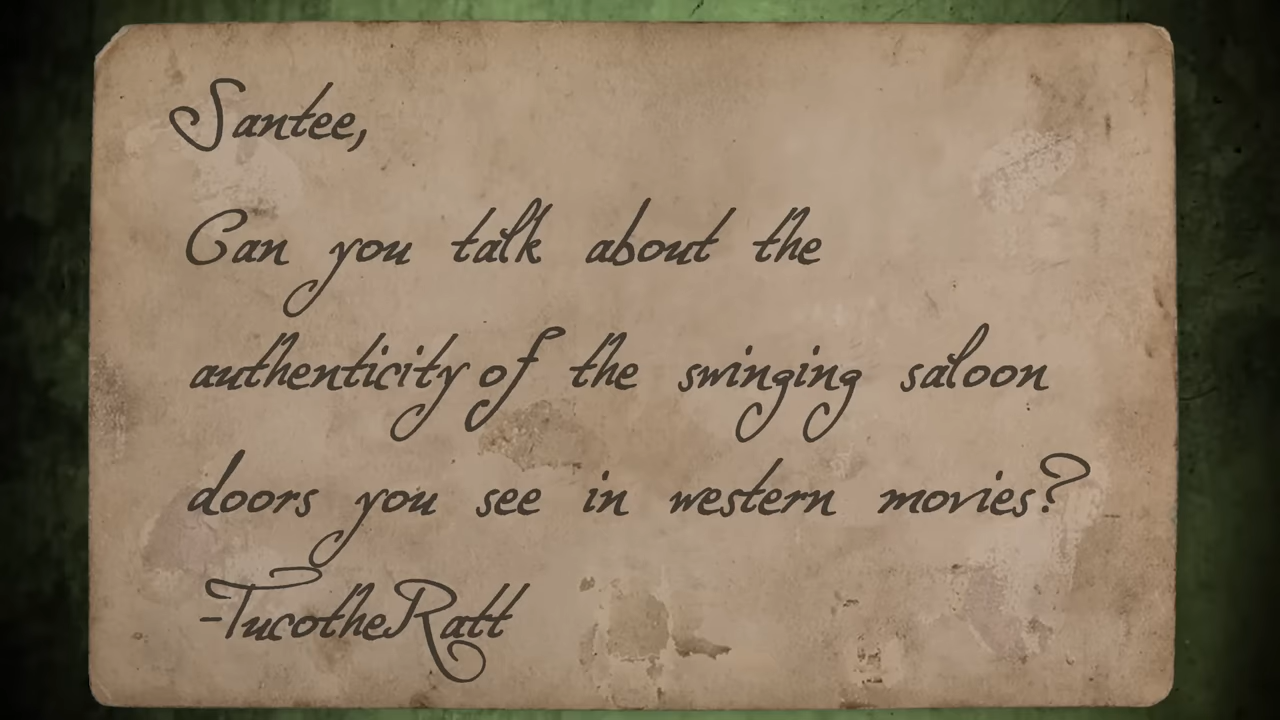 Santee,
Can you talk about the
authenticity of the swinging saloon
doors you see in western movies?
-TucotheRatt